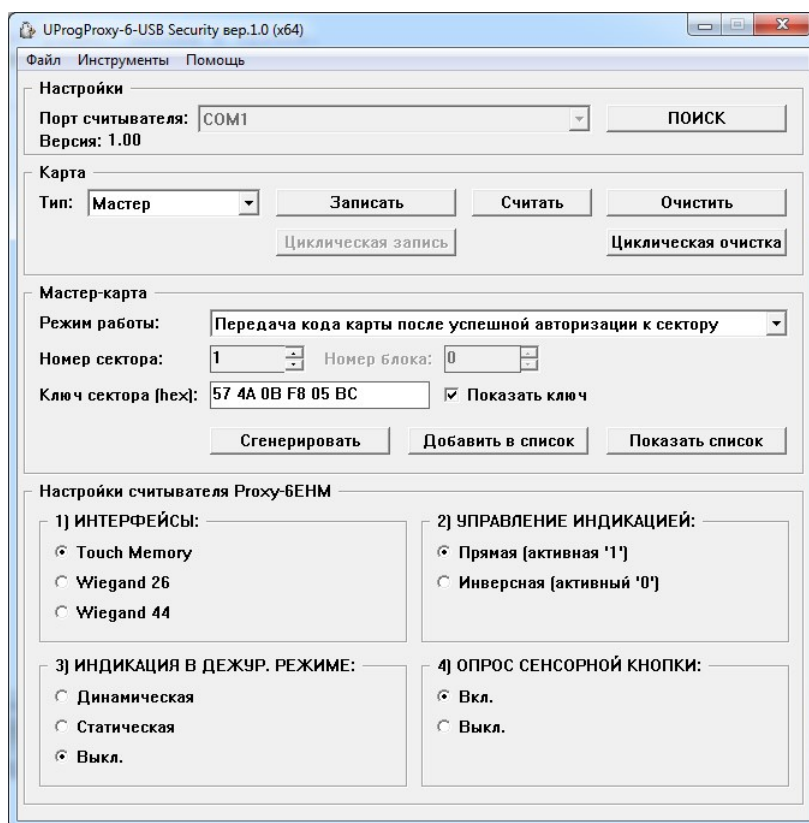 UProgProxy-6-USB Security вер.1.0 (x64)
Файл Инструменты Помощь
Настройки
Порт считывателя: COM1 ПОИСК
Версия: 1.00
Карта
Тип: Мастер Записать Считать Очистить
Циклическая запись Циклическая очистка
Мастер-карта
Режим работы: Передача кода карты после успешной авторизации к сектору
Номер сектора: 1 Номер блока: 0
Ключ сектора (hex): 57 4A 0B F8 05 BC Показать ключ
Сгенерировать Добавить в список Показать список
Настройки считывателя Proxy-6EHM
1) ИНТЕРФЕЙСЫ:
Touch Memory
Wiegand 26
Wiegand 44
2) УПРАВЛЕНИЕ ИНДИКАЦИЕЙ:
Прямая (активная '1')
Инверсная (активный '0')
3) ИНДИКАЦИЯ В ДЕЖУР. РЕЖИМЕ:
Динамическая
Статическая
Выкл.
4) ОПРОС СЕНСОРНОЙ КНОПКИ:
Вкл.
Выкл.